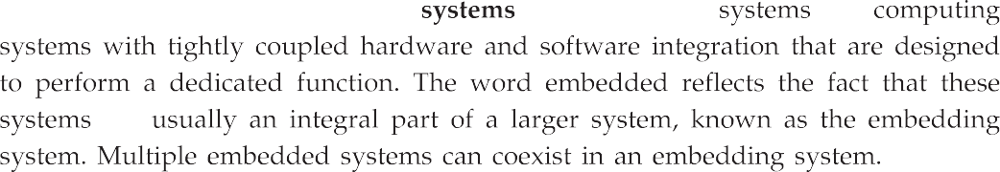 systems systems computing
systems with tightly coupled hardware and software integration that are designed
to perform a dedicated function. The word embedded reflects the fact that these
systems usually an integral part of a larger system, known as the embedding
system. Multiple embedded systems can coexist in an embedding system.